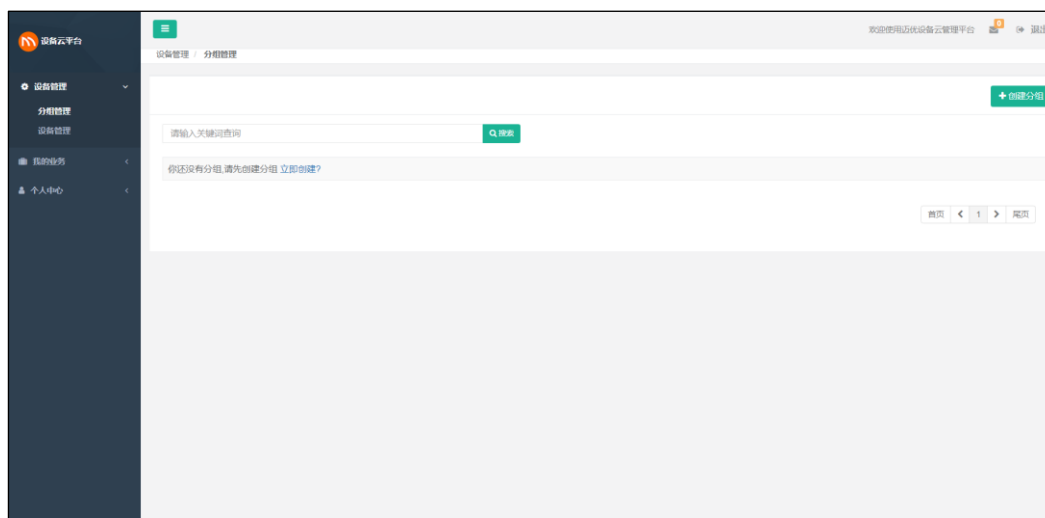 设备云平台
欢迎使用迈优设备云管理平台
0
设备管理 / 分组管理
设备管理
分组管理
设备管理
我的业务
个人中心
创建分组
请输入关键词查询
搜索
你还没有分组,请先创建分组 立即创建?
首页 1 尾页